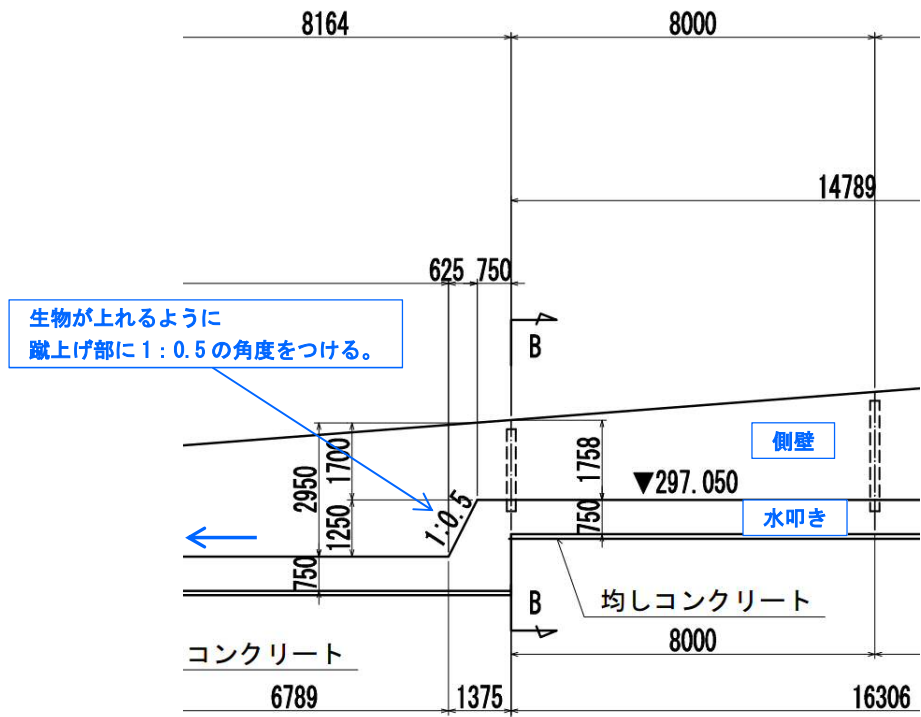 8164
8000
14789
625
750
生物が上れるように
蹴上げ部に1:0.5の角度をつける。
B
2950
1700
1250
1:0.5
1758
750
▼297.050
側壁
水叩き
750
B
均しコンクリート
コンクリート
8000
6789
1375
16306